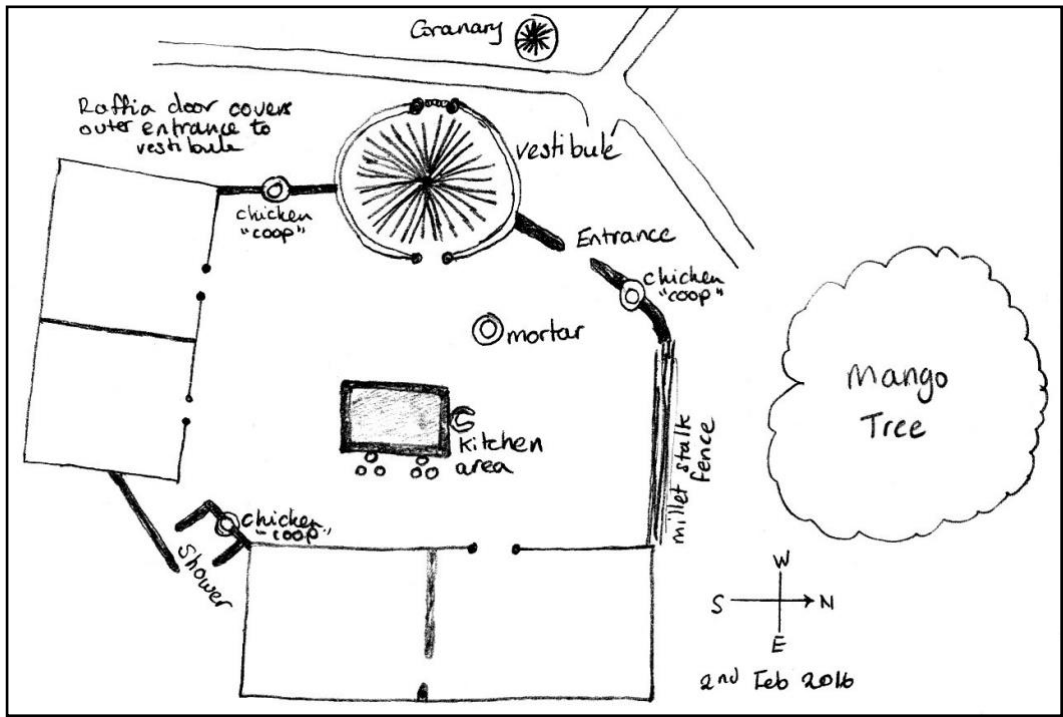 Granary
Raffia door covers
outer entrance to
vestibule
vestibule
chicken
"coop"
Entrance
chicken
"coop"
mortar
Mango
Tree
kitchen
area
millet stalk
fence
chicken
"coop"
Shower
W
S
N
E
2nd Feb 2016